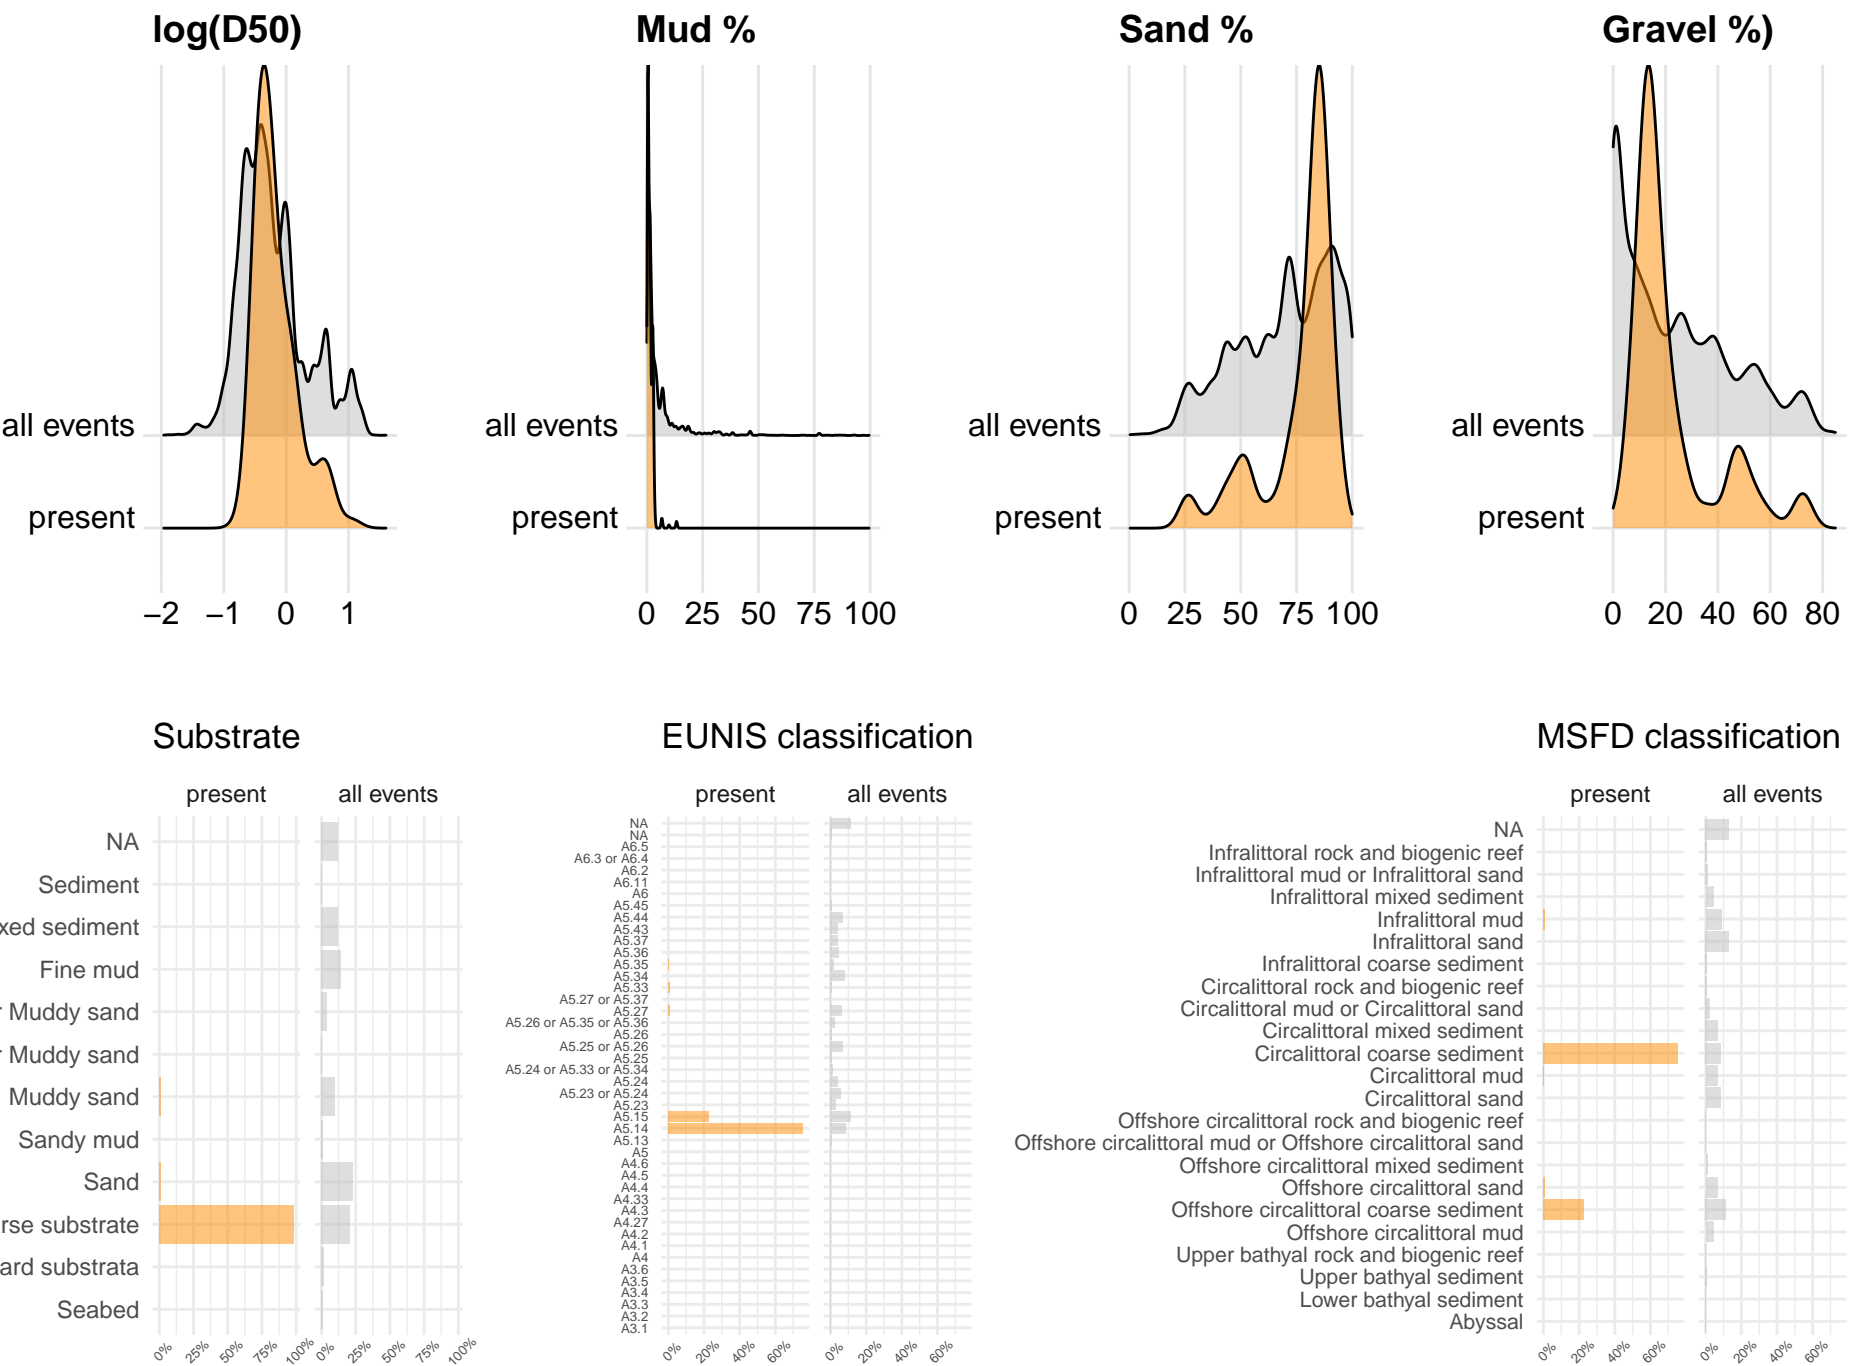 log(D50)
Mud %
Sand %
Gravel %)
all events
present
all events
present
all events
present
all events
present
−2 −1 0 1
0 25 50 75 100
0 25 50 75 100
0 20 40 60 80
Substrate
present all events
NA
Sediment
xed sediment
Fine mud
r Muddy sand
r Muddy sand
Muddy sand
Sandy mud
Sand
rse substrate
ard substrata
Seabed
0% 25% 50% 75% 100% 0% 25% 50% 75% 100%
EUNIS classification
present all events
NA
NA
A6.5
A6.3 or A6.4
A6.2
A6.11
A6
A5.45
A5.44
A5.43
A5.37
A5.36
A5.35
A5.34
A5.33
A5.27 or A5.37
A5.27
A5.26 or A5.35 or A5.36
A5.26
A5.25 or A5.26
A5.25
A5.24 or A5.33 or A5.34
A5.24
A5.23 or A5.24
A5.23
A5.15
A5.14
A5.13
A5
A4.6
A4.5
A4.4
A4.33
A4.3
A4.27
A4.2
A4.1
A4
A3.6
A3.5
A3.4
A3.3
A3.2
A3.1
0% 20% 40% 60% 0% 20% 40% 60%
MSFD classification
present all events
NA
Infralittoral rock and biogenic reef
Infralittoral mud or Infralittoral sand
Infralittoral mixed sediment
Infralittoral mud
Infralittoral sand
Infralittoral coarse sediment
Circalittoral rock and biogenic reef
Circalittoral mud or Circalittoral sand
Circalittoral mixed sediment
Circalittoral coarse sediment
Circalittoral mud
Circalittoral sand
Offshore circalittoral rock and biogenic reef
Offshore circalittoral mud or Offshore circalittoral sand
Offshore circalittoral mixed sediment
Offshore circalittoral sand
Offshore circalittoral coarse sediment
Offshore circalittoral mud
Upper bathyal rock and biogenic reef
Upper bathyal sediment
Lower bathyal sediment
Abyssal
0% 20% 40% 60% 0% 20% 40% 60%